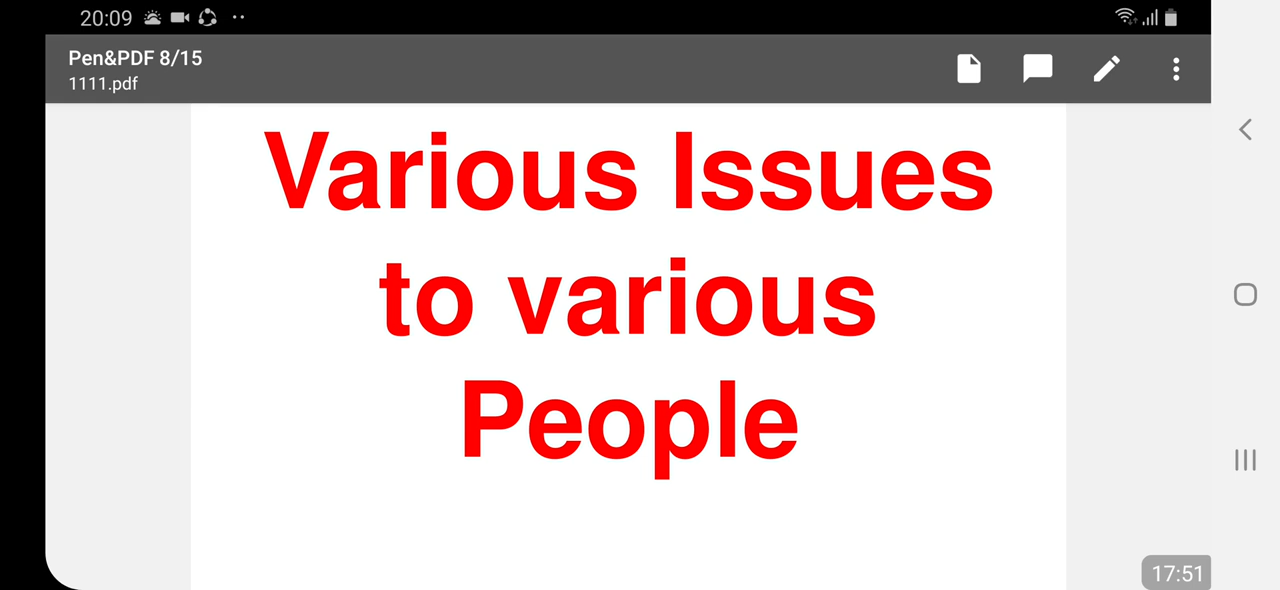 20:09
Pen&PDF 8/15
1111.pdf
Various Issues
to various
People
17:51